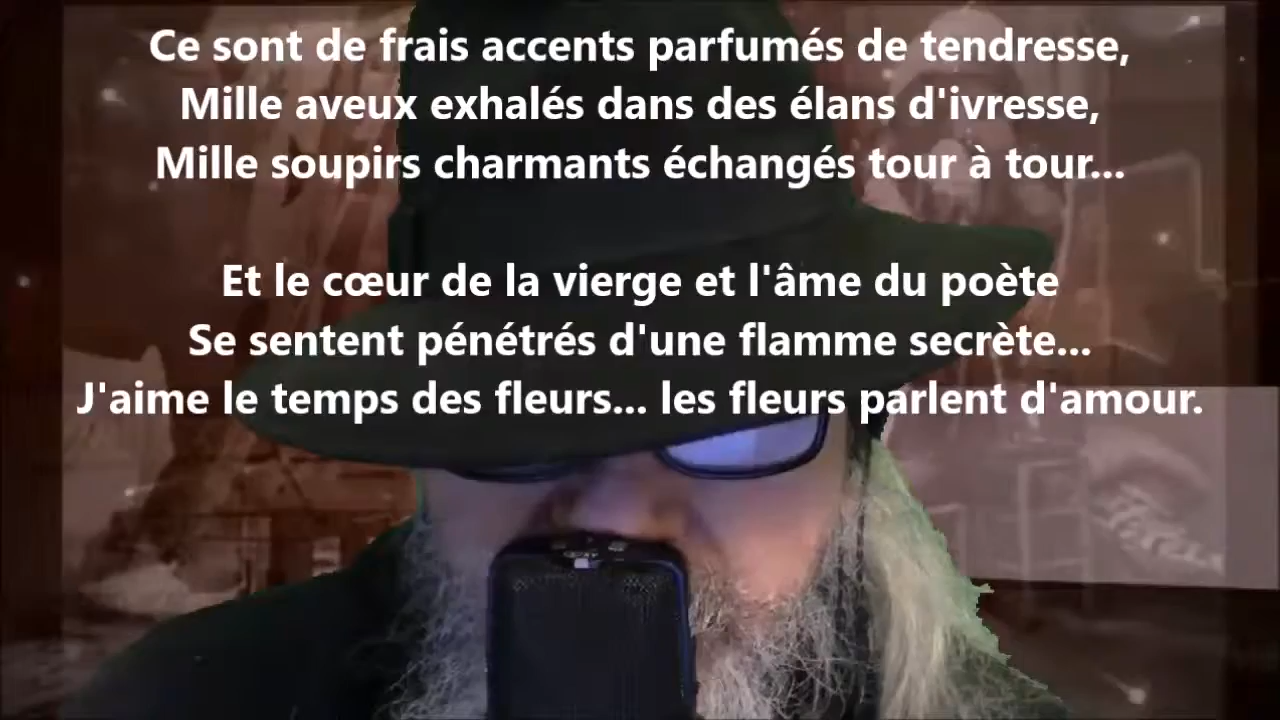 Ce sont de frais accents parfumés de tendresse,
Mille aveux exhalés dans des élans d'ivresse,
Mille soupirs charmants échangés tour à tour...
Et le cœur de la vierge et l'âme du poète
Se sentent pénétrés d'une flamme secrète...
J'aime le temps des fleurs... les fleurs parlent d'amour.